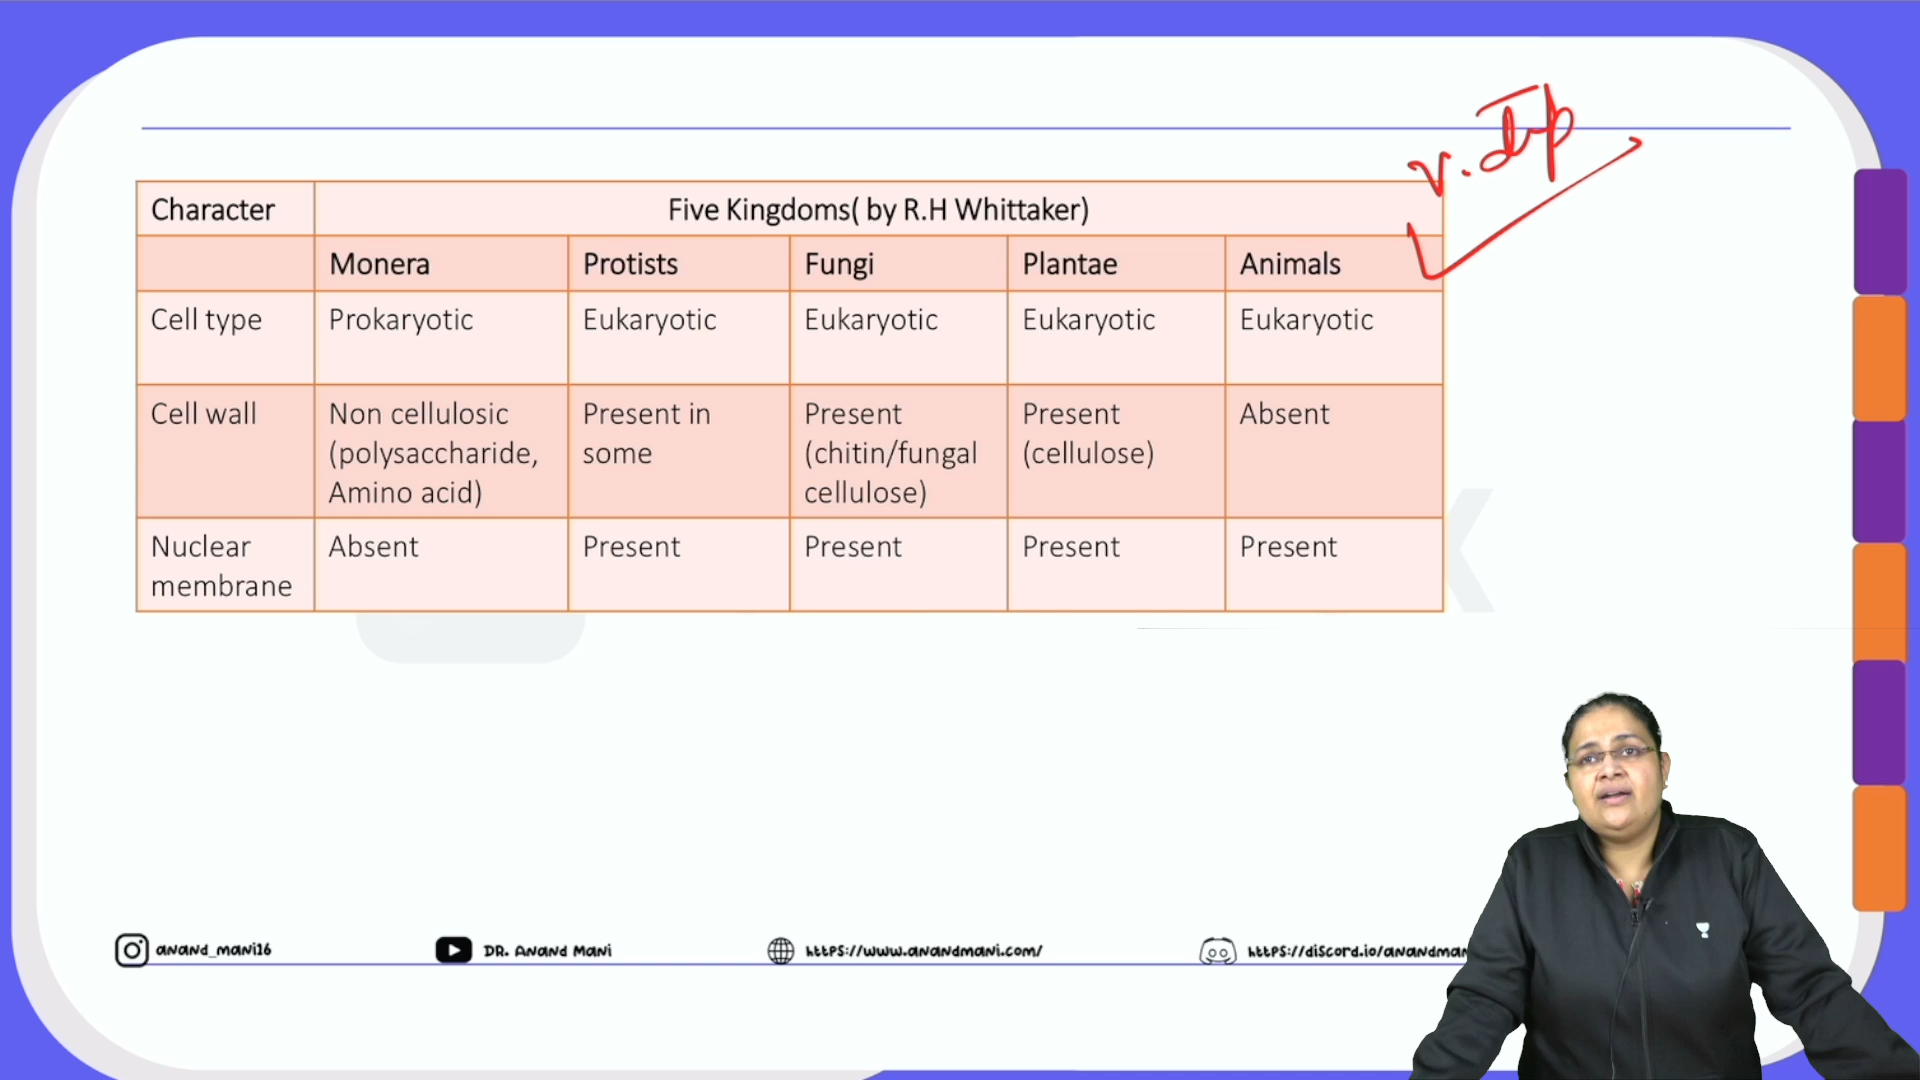 v. Imp
Character
Five Kingdoms( by R.H Whittaker)
Monera
Protists
Fungi
Plantae
Animals
Cell type
Prokaryotic
Eukaryotic
Eukaryotic
Eukaryotic
Eukaryotic
Cell wall
Non cellulosic
(polysaccharide,
Amino acid)
Present in
some
Present
(chitin/fungal
cellulose)
Present
(cellulose)
Absent
Nuclear
membrane
Absent
Present
Present
Present
Present
anand_mani16
DR. Anand Mani
https://www.anandmani.com/
https://discord.io/anandman